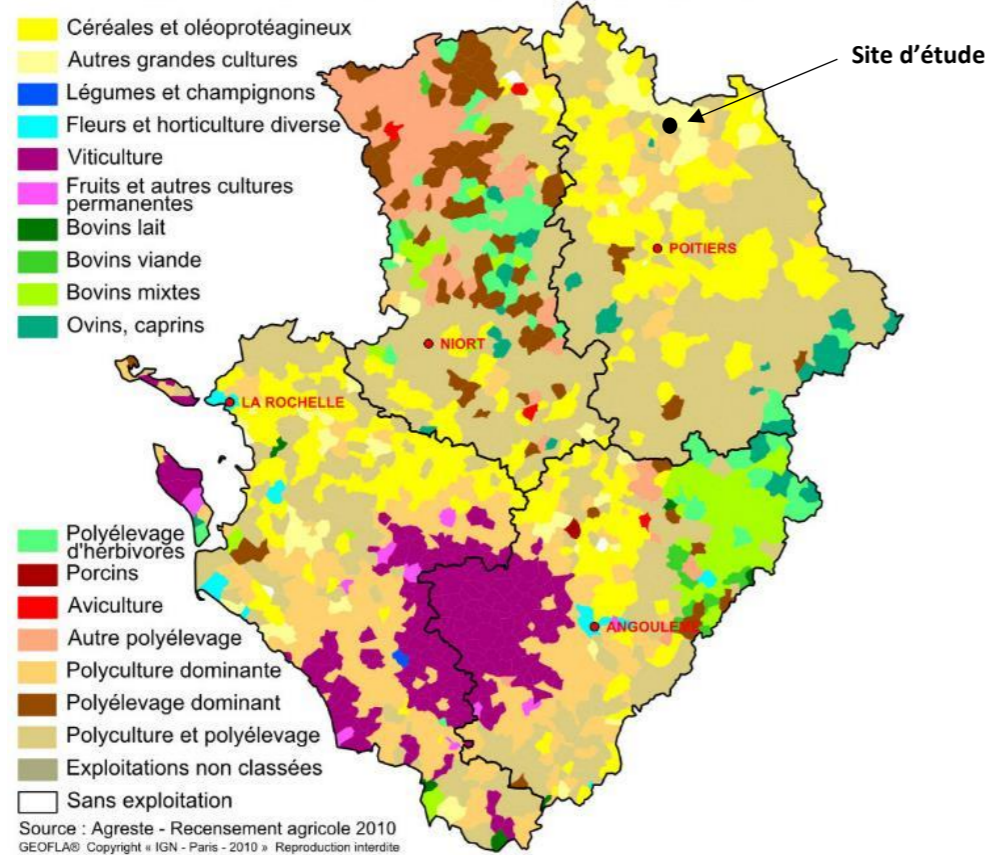 Céréales et oléoprotéagineux
Autres grandes cultures
Légumes et champignons
Fleurs et horticulture diverse
Viticulture
Fruits et autres cultures
permanentes
Bovins lait
Bovins viande
Bovins mixtes
Ovins, caprins
Site d’étude
POITIERS
NIORT
LA ROCHELLE
ANGOULEME
Polyélevage
d'herbivores
Porcins
Aviculture
Autre polyélevage
Polyculture dominante
Polyélevage dominant
Polyculture et polyélevage
Exploitations non classées
Sans exploitation
Source : Agreste - Recensement agricole 2010
GEOFLA® Copyright « IGN - Paris - 2010 » Reproduction interdite